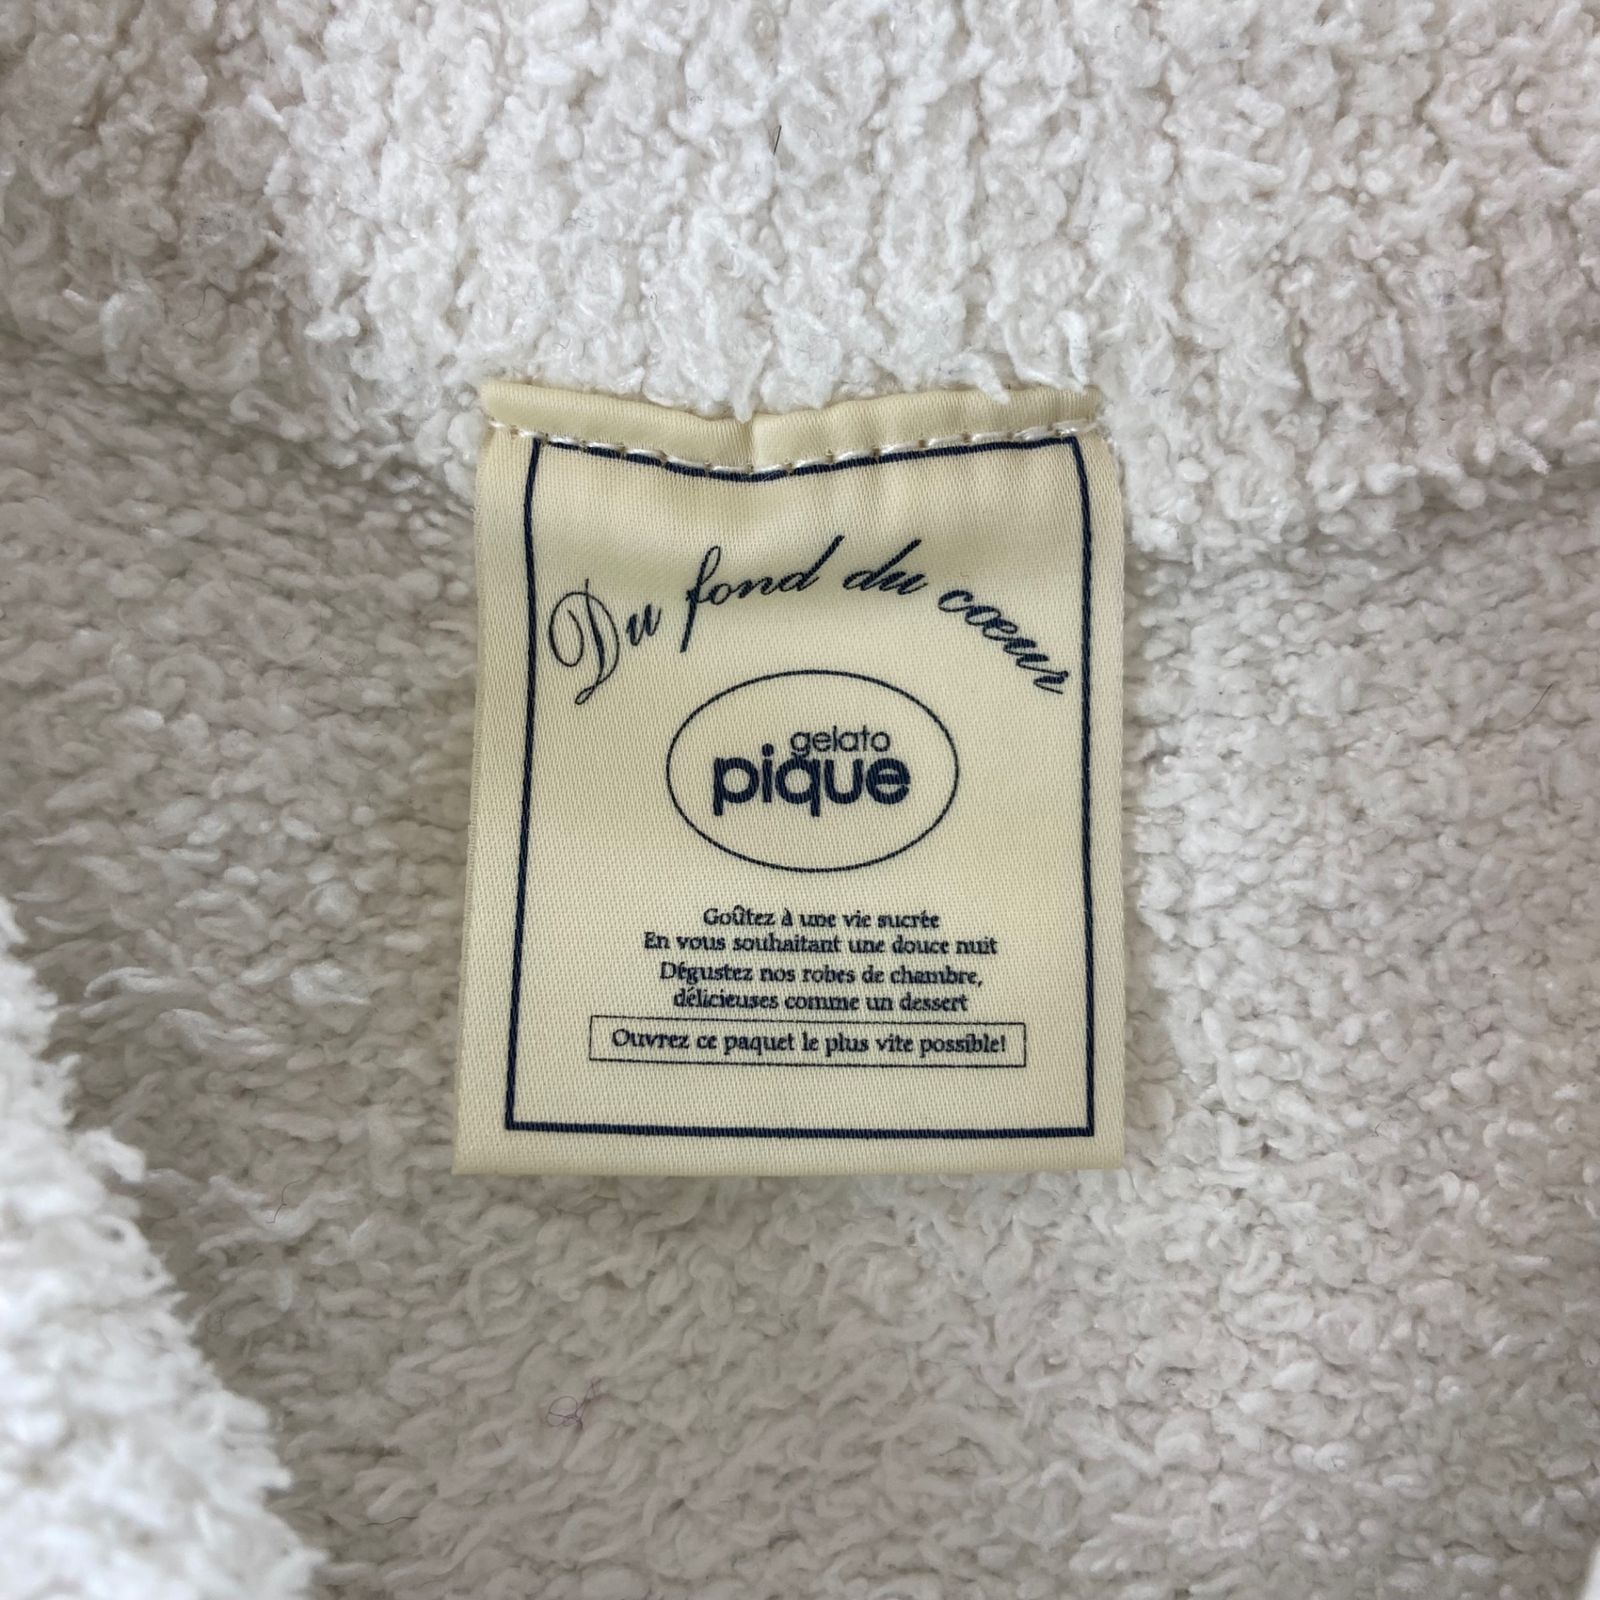 Du fond du cœur
gelato
pique
Goûtez à une vie sucrée
En vous souhaitant une douce nuit
Dégustez nos robes de chambre,
délicieuses comme un dessert
Ouvrez ce paquet le plus vite possible!